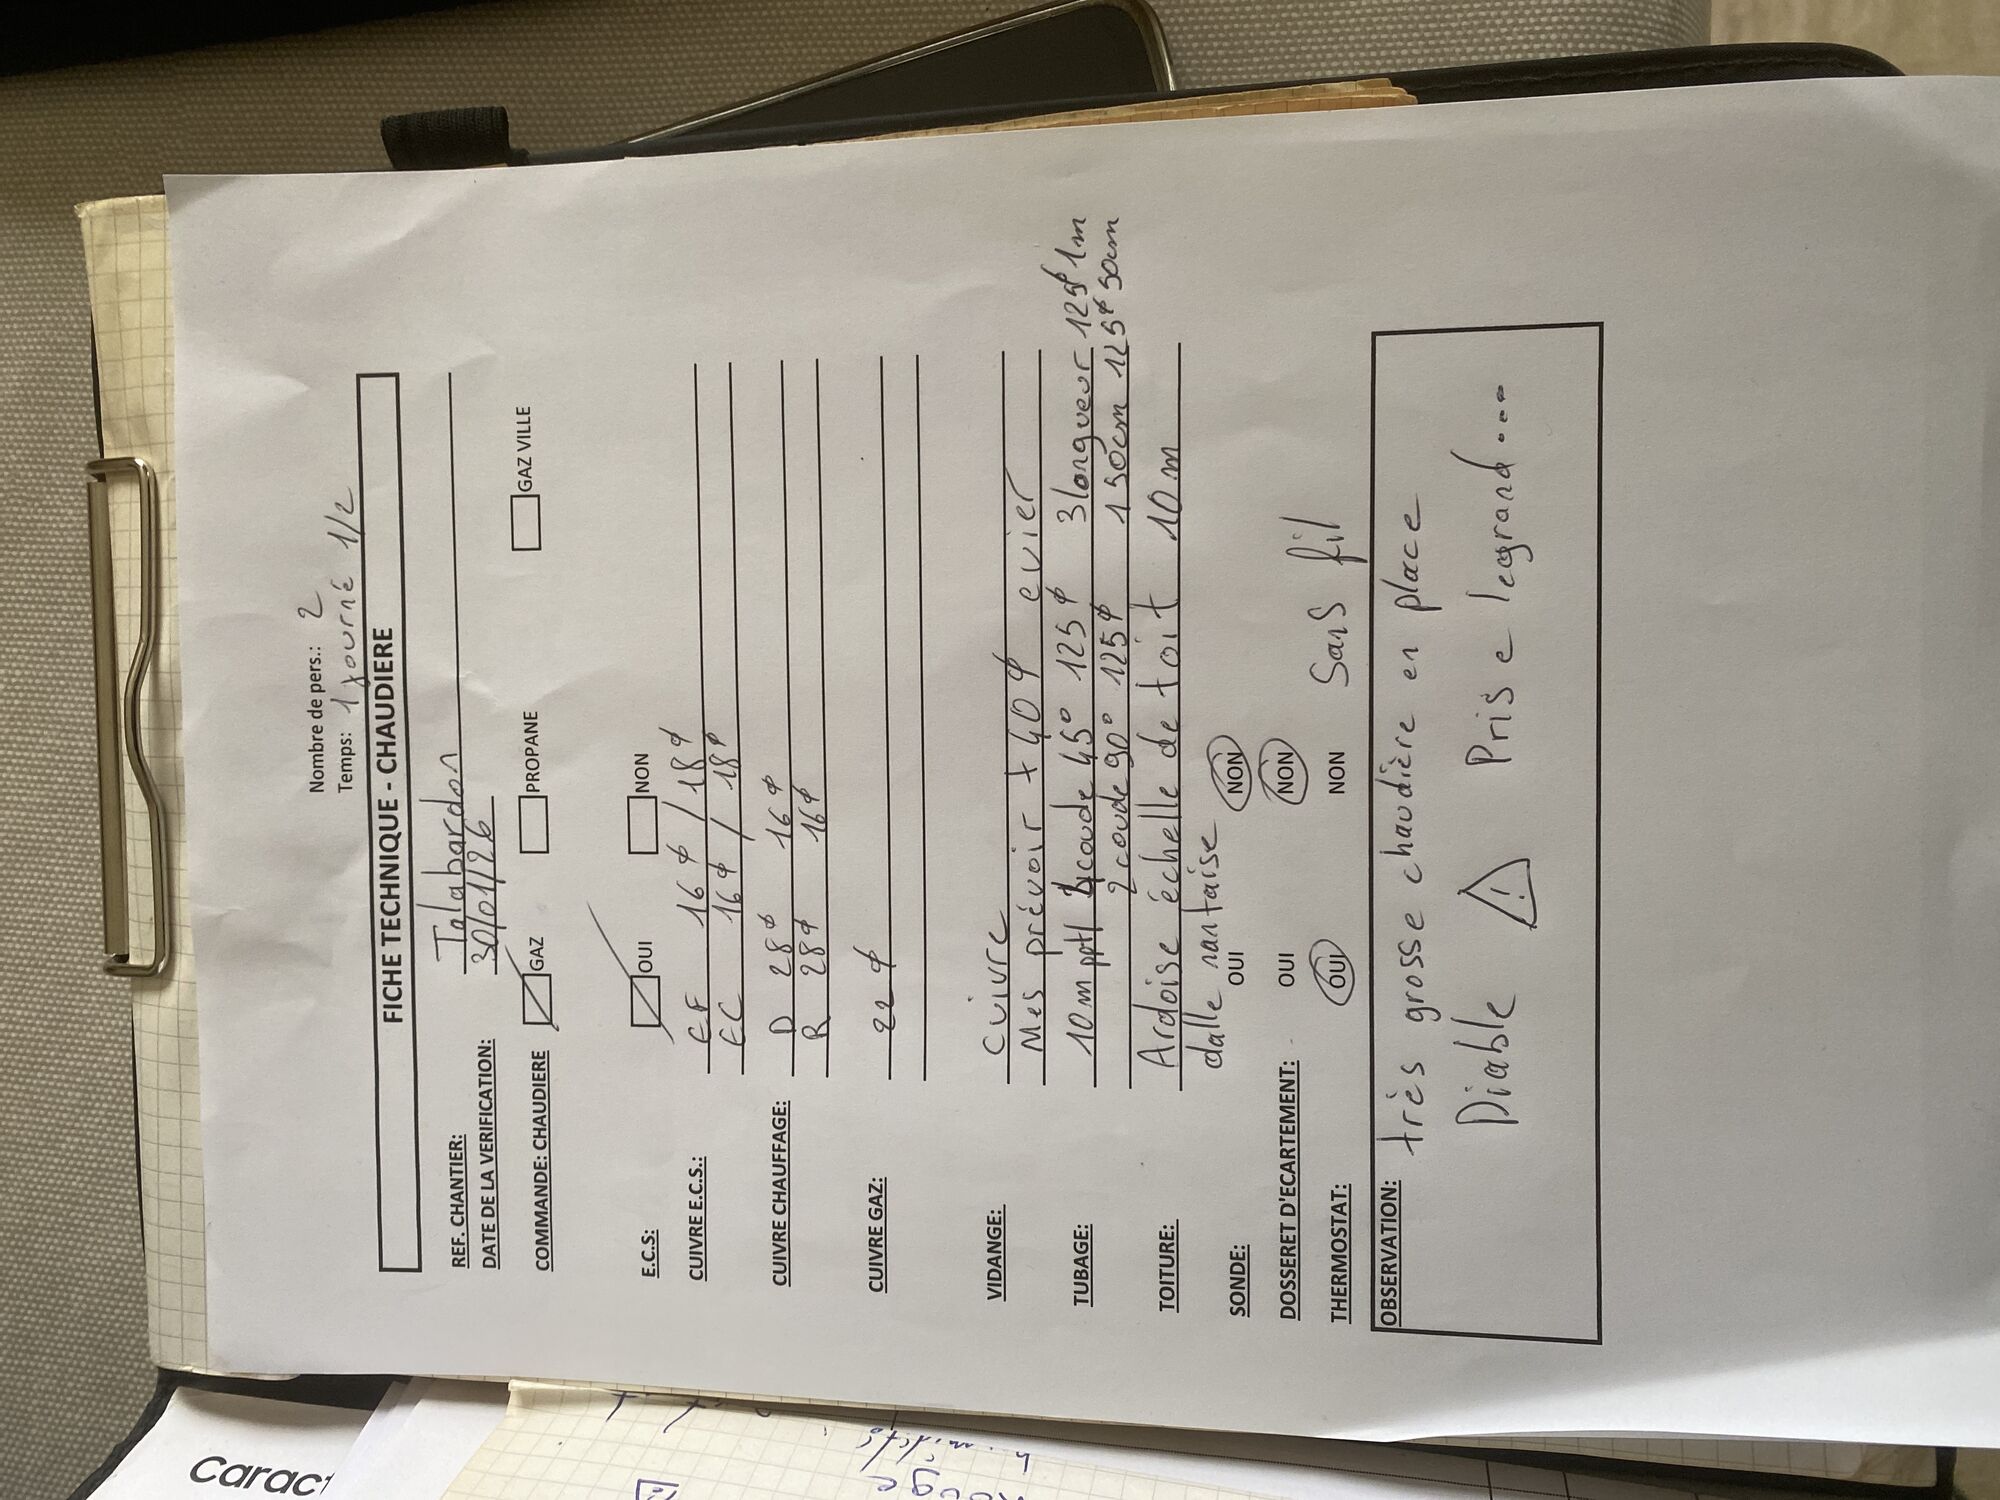 Nombre de pers.: 2
Temps: 1 journé 1/2
FICHE TECHNIQUE - CHAUDIERE
REF. CHANTIER: Talabardon
DATE DE LA VERIFICATION: 30/01/26
COMMANDE: CHAUDIERE GAZ PROPANE GAZ VILLE
E.C.S: OUI NON
CUIVRE E.C.S.: EF 16 ϕ / 18 ϕ
EC 16 ϕ / 18 ϕ
CUIVRE CHAUFFAGE: D 28 ϕ 16 ϕ
R 28 ϕ 16 ϕ
CUIVRE GAZ: 22 ϕ
VIDANGE: cuivre
Mes prévoir + 40 ϕ evier
TUBAGE: 10m ppt/ coude 45° 125 ϕ 3 longueur 125 ϕ 1m
2 coude 90° 125 ϕ 1 50cm 125 ϕ 50cm
TOITURE: Ardoise échelle de toit 10 m
dalle nantaise
SONDE: OUI NON
DOSSERET D'ECARTEMENT: OUI NON
THERMOSTAT: OUI NON Sans fil
OBSERVATION: très grosse chaudière en place
Diable ⚠ Prise legrand...
caract